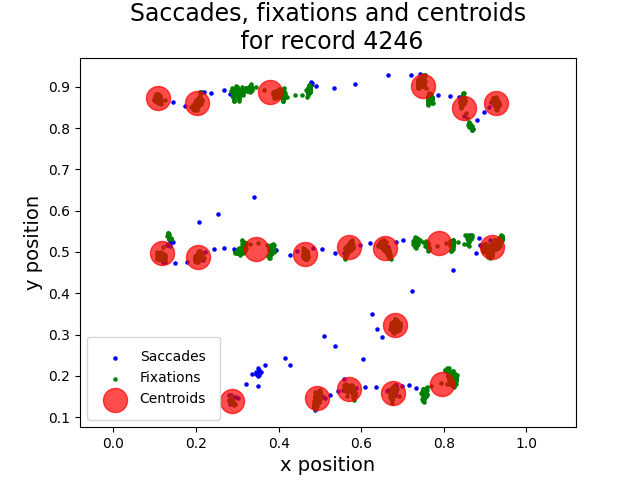 Saccades, fixations and centroids
for record 4246
0.9
0.8
0.7
0.6
0.5
0.4
0.3
0.2
0.1
y position
Saccades
Fixations
Centroids
0.0
0.2
0.4
0.6
0.8
1.0
x position